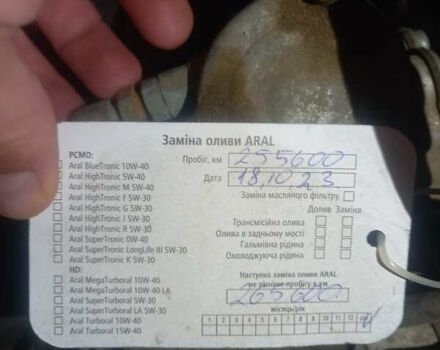 Заміна оливи ARAL
PCMO:
Aral BlueTronic 10W-40
Aral HighTronic 5W-40
Aral HighTronic M 5W-40
Aral HighTronic F 5W-30
Aral HighTronic G 5W-30
Aral HighTronic J 5W-30
Aral HighTronic R 5W-30
Aral SuperTronic 0W-40
Aral SuperTronic LongLife III 5W-30
Aral SuperTronic K 5W-30
HD:
Aral MegaTurboral 10W-40
Aral MegaTurboral 10W-40 LA
Aral SuperTurboral 5W-30
Aral SuperTurboral LA 5W-30
Aral Turboral 10W-40
Aral Turboral 15W-40
Пробіг, км 255600
Дата 18,10,23
Заміна масляного фільтру
Долив Заміна
Трансмісійна олива
Олива в задньому мості
Гальмівна рідина
Охолоджуюча рідина
Наступна заміна оливи ARAL
не пізніше пробігу в км
265600
місяць/рік
1 2 3 4 5 6 7 8 9 10 11 12